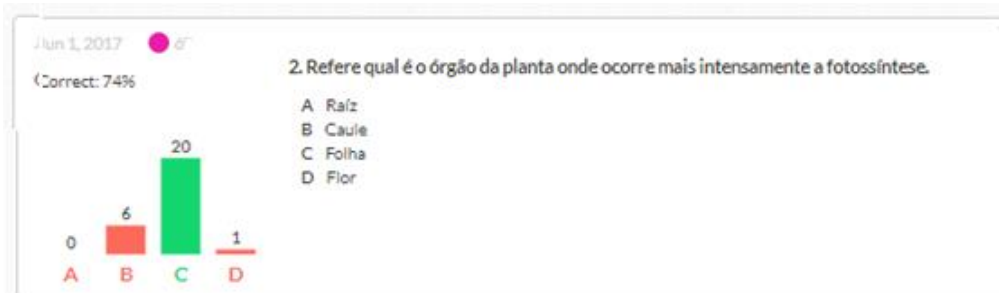 Jun 1, 2017
Correct: 74%
2. Refere qual é o órgão da planta onde ocorre mais intensamente a fotossíntese.
A Raíz
B Caule
C Folha
D Flor
20
6
0
1
A B C D